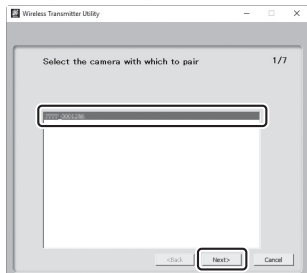 Wireless Transmitter Utility
Select the camera with which to pair 1/7
<Back Next> Cancel